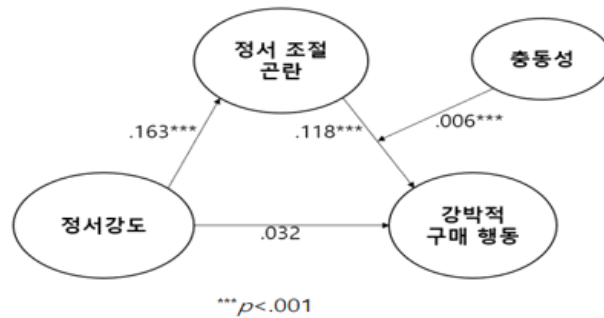 정서 조절
곤란
충동성
.163***
.118***
.006***
정서강도
.032
강박적
구매 행동
***p<.001